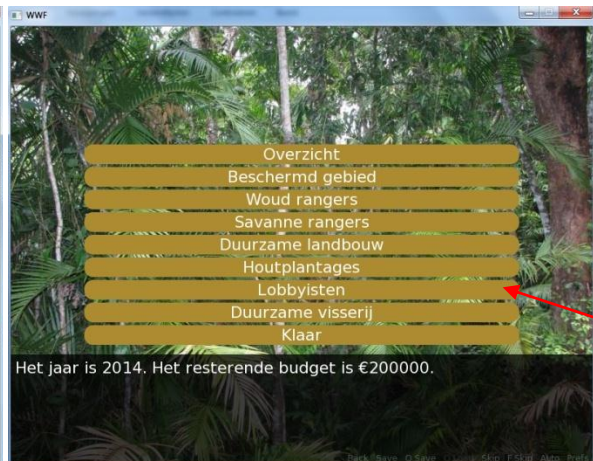 WWF
Overzicht
Beschermd gebied
Woud rangers
Savanne rangers
Duurzame landbouw
Houtplantages
Lobbyisten
Duurzame visserij
Klaar
Het jaar is 2014. Het resterende budget is €200000.
Back Save Q.Save Skip F.Skip Auto Prefs